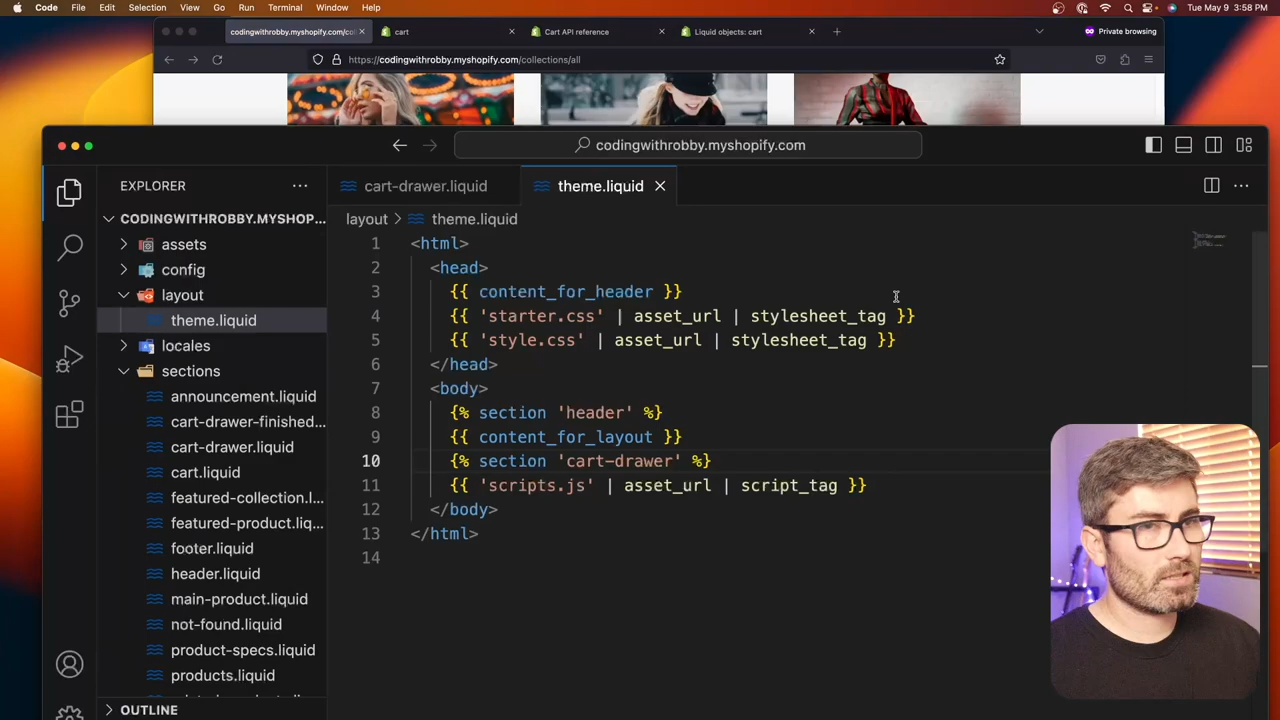 Code File Edit Selection View Go Run Terminal Window Help Tue May 9 3:58 PM
codingwithrobby.myshopify.com/col cart Cart API reference Liquid objects: cart Private browsing
https://codingwithrobby.myshopify.com/collections/all
codingwithrobby.myshopify.com
EXPLORER
cart-drawer.liquid theme.liquid
CODINGWITHROBBY.MYSHOP...
layout > theme.liquid
assets
config
layout
theme.liquid
locales
sections
announcement.liquid
cart-drawer-finished...
cart-drawer.liquid
cart.liquid
featured-collection.l...
featured-product.liq...
footer.liquid
header.liquid
main-product.liquid
not-found.liquid
product-specs.liquid
products.liquid
OUTLINE
1 <html>
2 <head>
3 {{ content_for_header }}
4 {{ 'starter.css' | asset_url | stylesheet_tag }}
5 {{ 'style.css' | asset_url | stylesheet_tag }}
6 </head>
7 <body>
8 {% section 'header' %}
9 {{ content_for_layout }}
10 {% section 'cart-drawer' %}
11 {{ 'scripts.js' | asset_url | script_tag }}
12 </body>
13 </html>
14